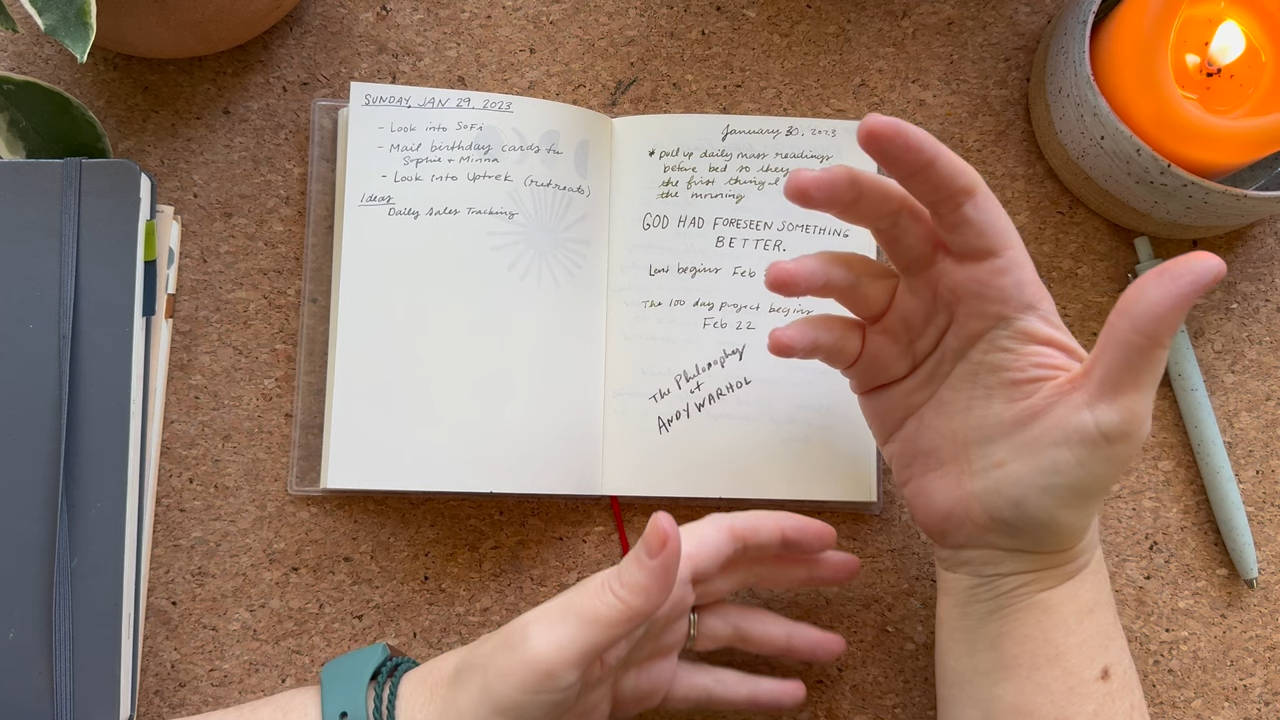 SUNDAY, JAN 29, 2023
- Look into SoFi
- Mail birthday cards for
Sophie + Minna
- Look into Uptrek (retreats)
Ideas
Daily Sales Tracking
January 30, 2023
* pull up daily mass readings
before bed so they
the first thing I
the morning
GOD HAD FORESEEN SOMETHING
BETTER.
Lent begins Feb
The 100 day project begins
Feb 22
The Philosophy
of
ANDY WARHOL